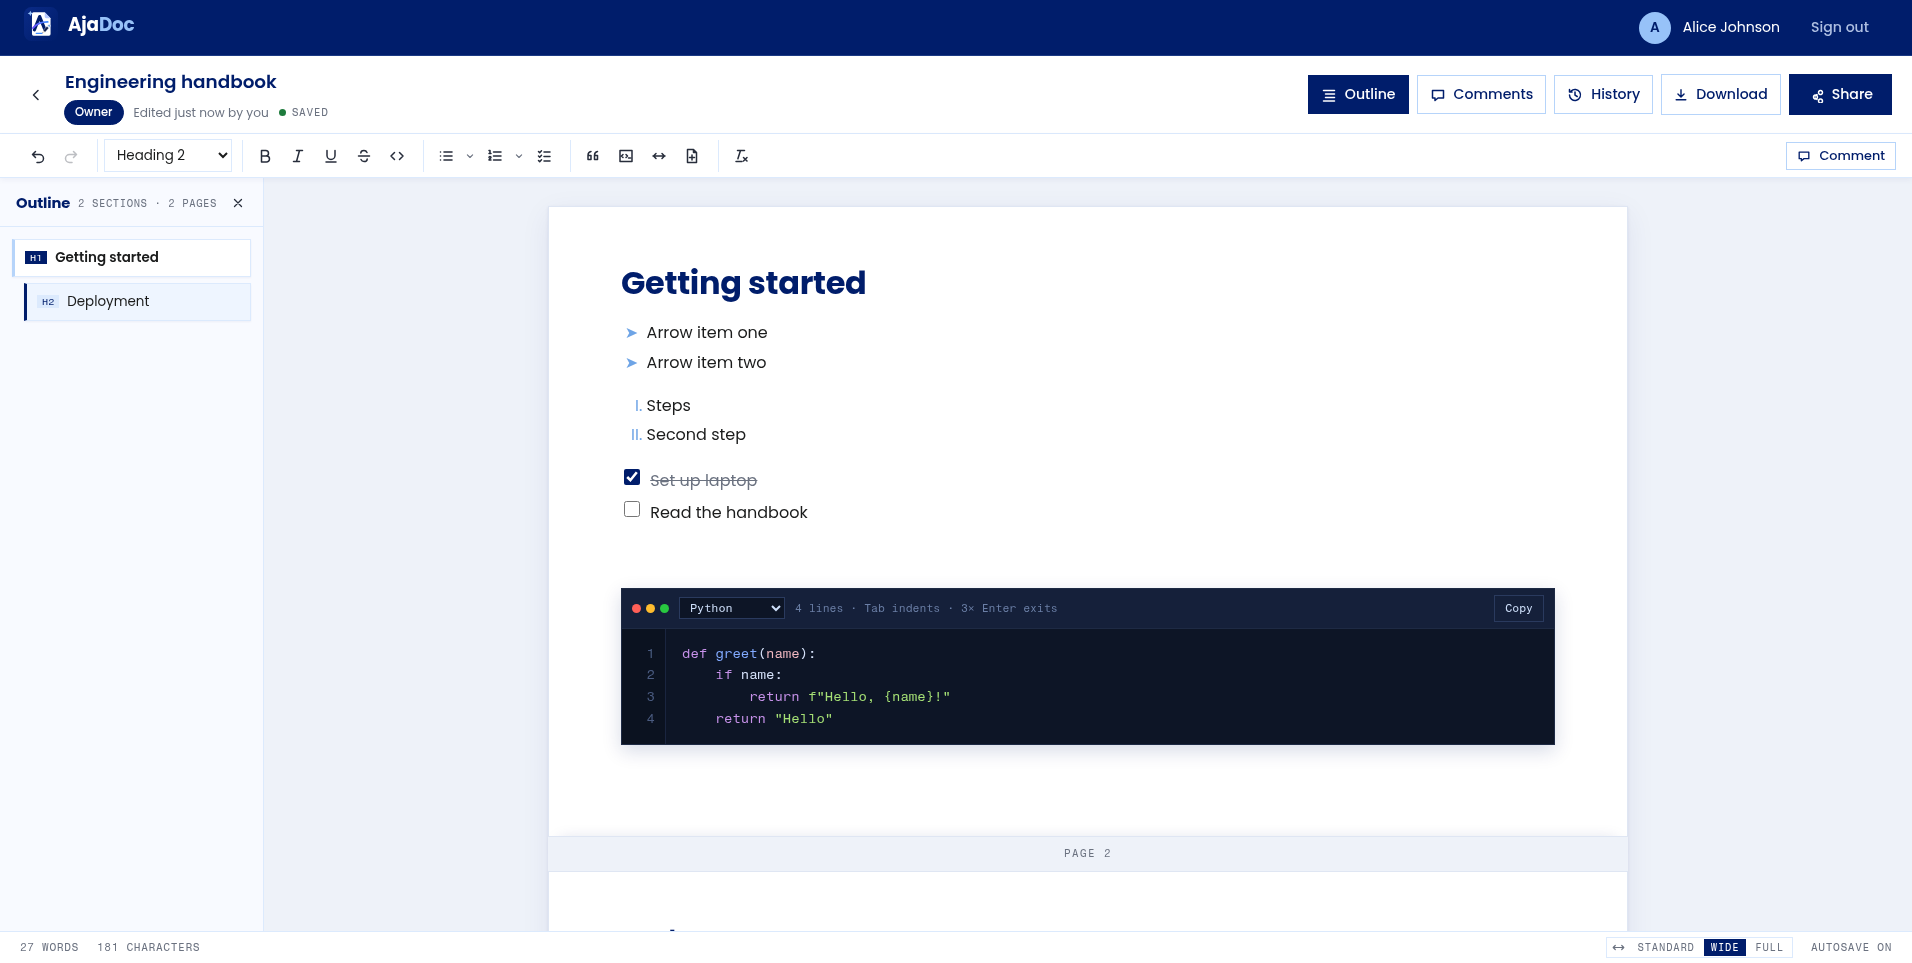 AjaDoc
A
Alice Johnson
Sign out
Engineering handbook
Owner
Edited just now by you
SAVED
Outline
Comments
History
Download
Share
Heading 2
Comment
Outline
2 SECTIONS · 2 PAGES
H1 Getting started
H2 Deployment
Getting started
➤ Arrow item one
➤ Arrow item two
I. Steps
II. Second step
Set up laptop
Read the handbook
Python
4 lines · Tab indents · 3× Enter exits
Copy
1 def greet(name):
2     if name:
3         return f"Hello, {name}!"
4     return "Hello"
PAGE 2
27 WORDS
181 CHARACTERS
STANDARD
WIDE
FULL
AUTOSAVE ON